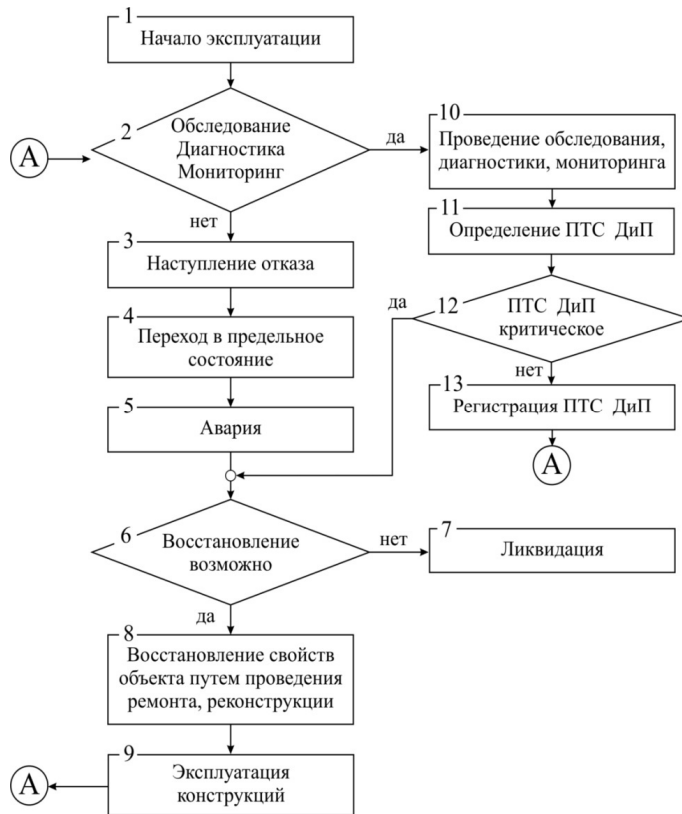 1
Начало эксплуатации
2
Обследование
Диагностика
Мониторинг
А
да
нет
10
Проведение обследования,
диагностики, мониторинга
11
Определение ПТС ДиП
3
Наступление отказа
12
ПТС ДиП
критическое
да
нет
4
Переход в предельное
состояние
13
Регистрация ПТС ДиП
А
5
Авария
6
Восстановление
возможно
нет
да
7
Ликвидация
8
Восстановление свойств
объекта путем проведения
ремонта, реконструкции
9
Эксплуатация
конструкций
А